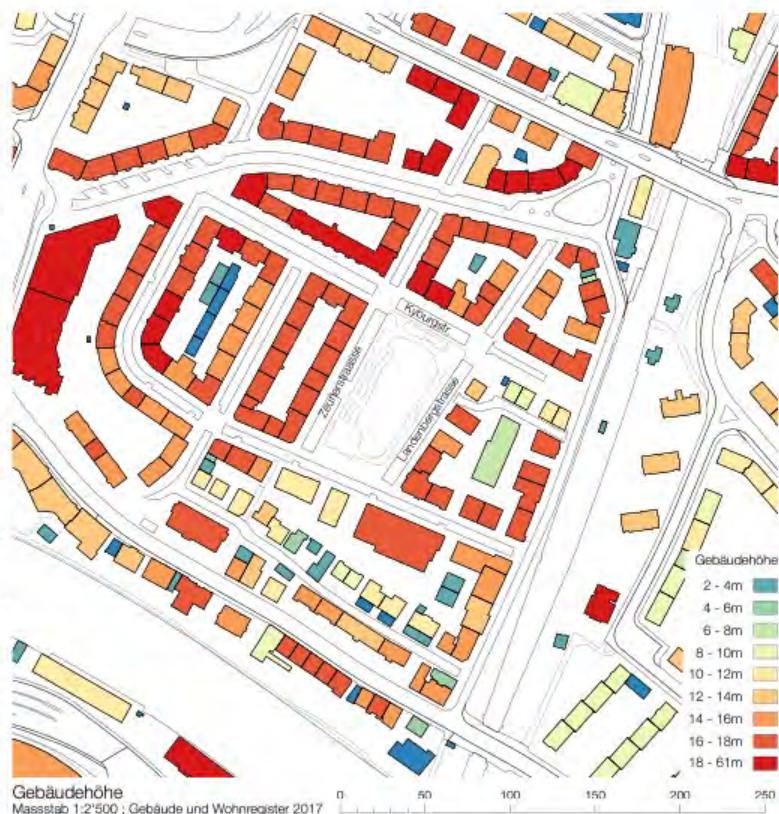 Kyburgstr.
Zeunerstrasse
Landenbergstrasse
Gebäudehöhe
2 - 4m
4 - 6m
6 - 8m
8 - 10m
10 - 12m
12 - 14m
14 - 16m
16 - 18m
18 - 61m
Gebäudehöhe
Massstab 1:2'500 : Gebäude und Wohnregister 2017
0 50 100 150 200 250